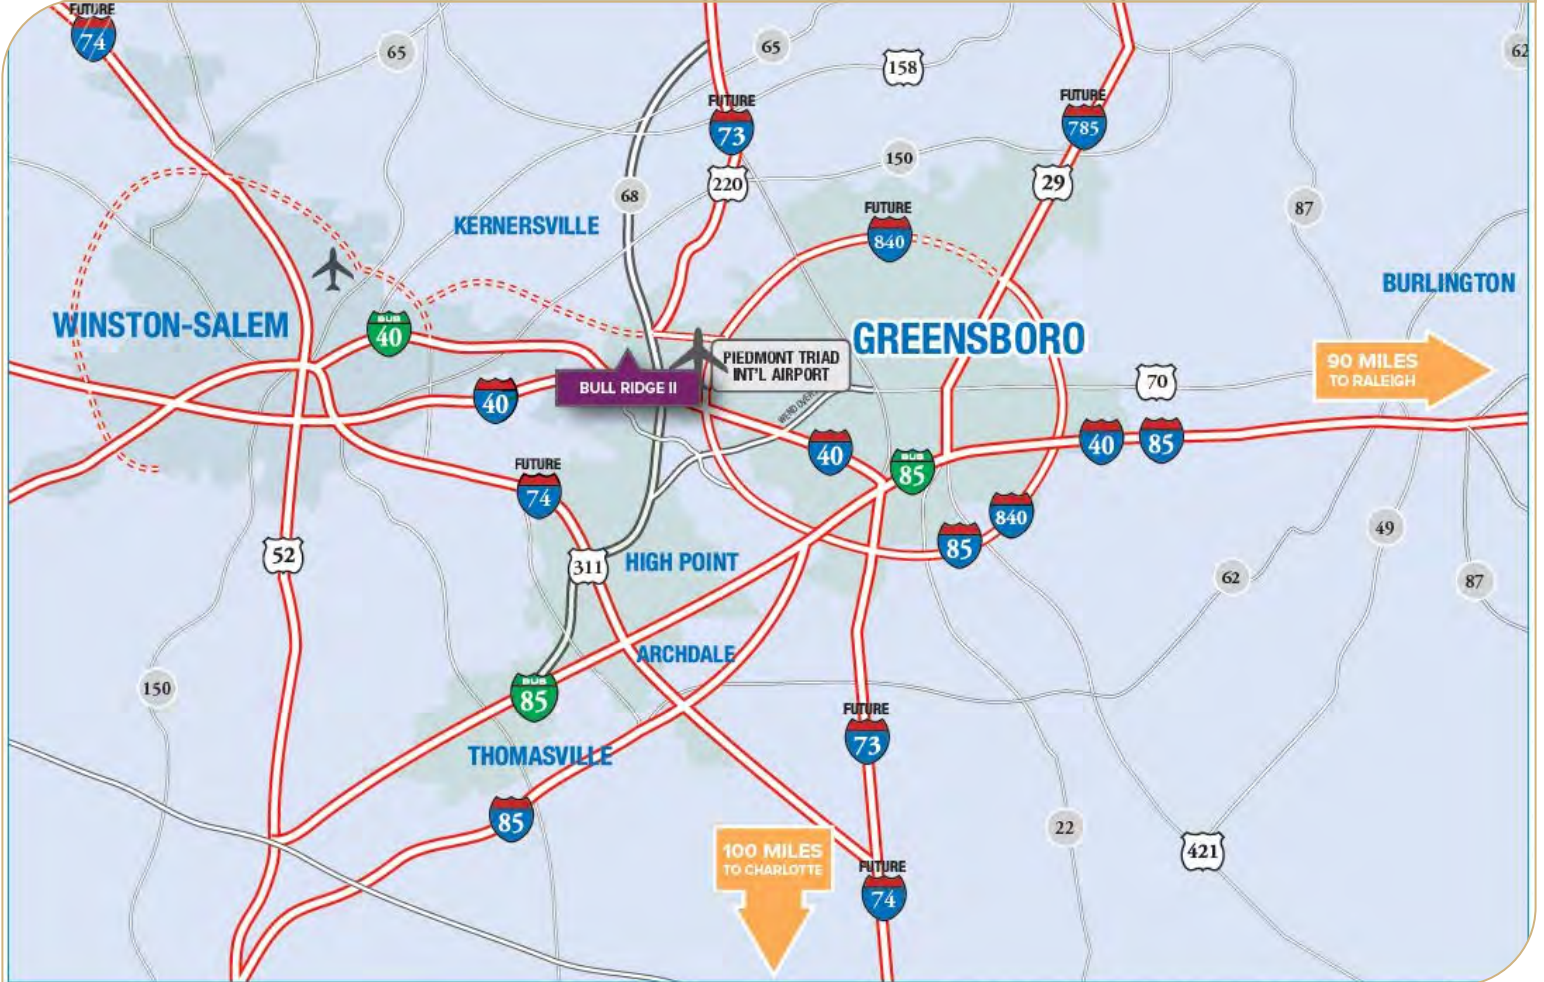 FUTURE
74
65
65
158
62
FUTURE
73
FUTURE
785
150
220
29
68
87
KERNERSVILLE
FUTURE
840
BURLINGTON
WINSTON-SALEM
BUS
40
GREENSBORO
PIEDMONT TRIAD
INT'L AIRPORT
90 MILES
TO RALEIGH
BULL RIDGE II
70
40
40
BUS
85
40
85
FUTURE
74
840
85
49
52
311
HIGH POINT
62
87
ARCHDALE
150
BUS
85
FUTURE
73
THOMASVILLE
85
22
100 MILES
TO CHARLOTTE
421
FUTURE
74